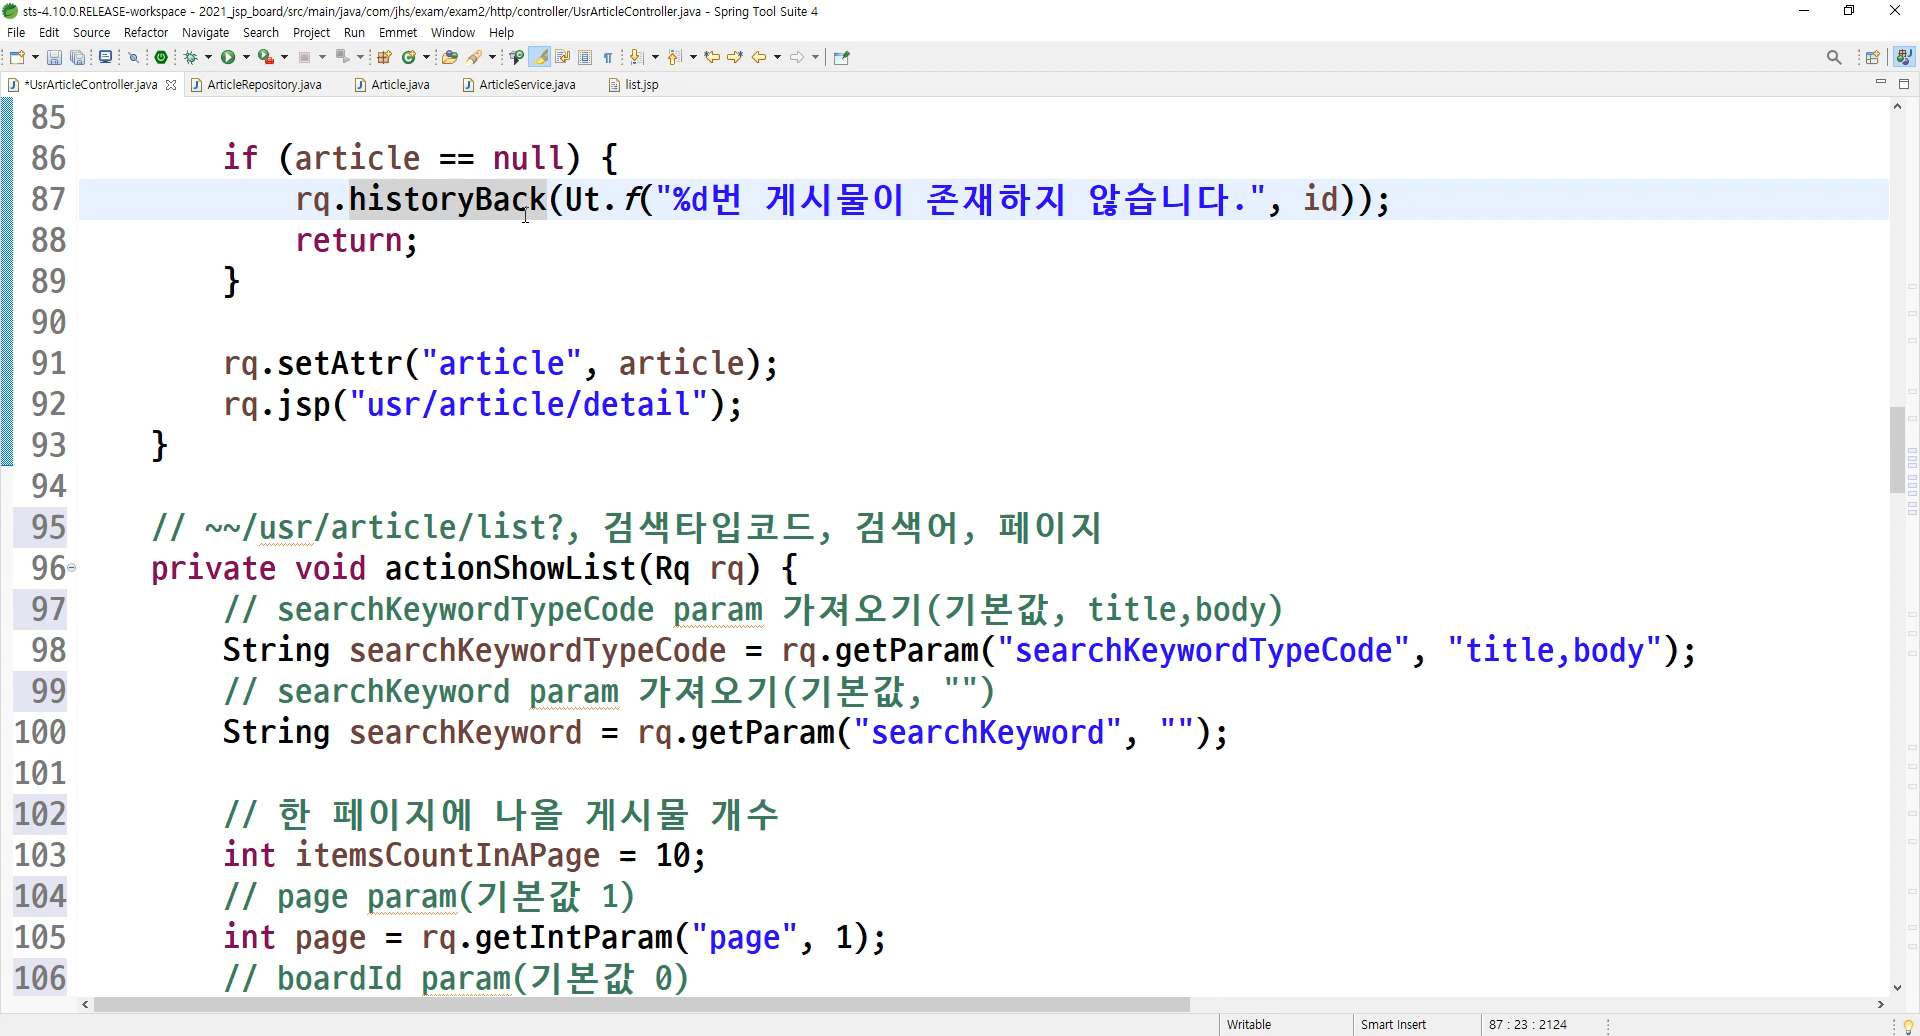 sts-4.10.0.RELEASE-workspace - 2021_jsp_board/src/main/java/com/jhs/exam/exam2/http/controller/UsrArticleController.java - Spring Tool Suite 4
File Edit Source Refactor Navigate Search Project Run Emmet Window Help
*UsrArticleController.java ArticleRepository.java Article.java ArticleService.java list.jsp
85
86 if (article == null) {
87 rq.historyBack(Ut.f("%d번 게시물이 존재하지 않습니다.", id));
88 return;
89 }
90
91 rq.setAttr("article", article);
92 rq.jsp("usr/article/detail");
93 }
94
95 // ~~/usr/article/list?, 검색타입코드, 검색어, 페이지
96 private void actionShowList(Rq rq) {
97 // searchKeywordTypeCode param 가져오기(기본값, title,body)
98 String searchKeywordTypeCode = rq.getParam("searchKeywordTypeCode", "title,body");
99 // searchKeyword param 가져오기(기본값, "")
100 String searchKeyword = rq.getParam("searchKeyword", "");
101
102 // 한 페이지에 나올 게시물 개수
103 int itemsCountInAPage = 10;
104 // page param(기본값 1)
105 int page = rq.getIntParam("page", 1);
106 // boardId param(기본값 0)
Writable Smart Insert 87 : 23 : 2124